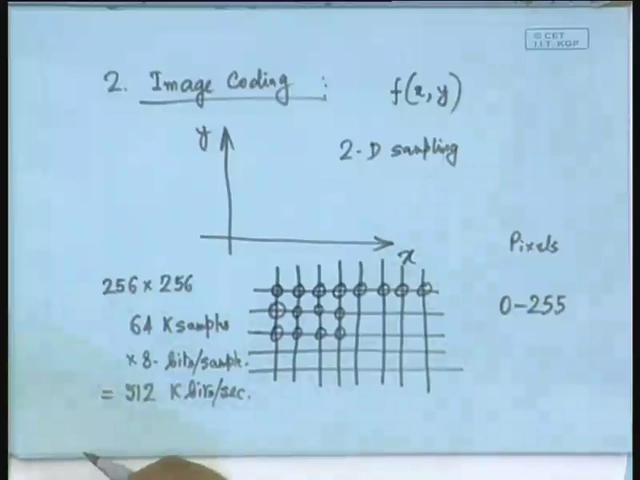 © CET
I.I.T. KGP
2. Image Coding : f(x, y)
y
2-D sampling
x
Pixels
256 × 256
0-255
64 K samples
× 8- bits/sample.
= 512 K bits/sec.